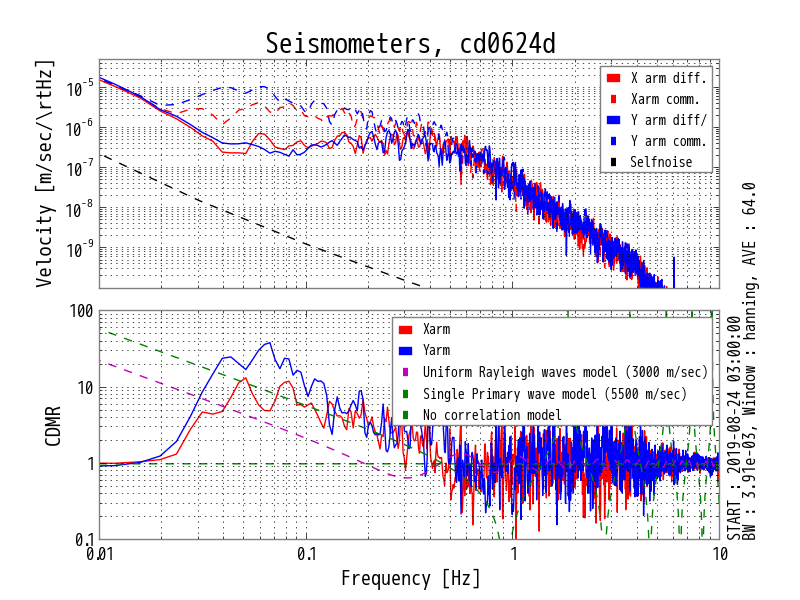 Seismometers, cd0624d
Velocity [m/sec/\rtHz]
10^-5
10^-6
10^-7
10^-8
10^-9
X arm diff.
Xarm comm.
Y arm diff/
Y arm comm.
Selfnoise
CDMR
100
10
1
0.1
Xarm
Yarm
Uniform Rayleigh waves model (3000 m/sec)
Single Primary wave model (5500 m/sec)
No correlation model
0.01
0.1
1
10
Frequency [Hz]
START : 2019-08-24 03:00:00
BW : 3.91e-03, Window : hanning, AVE : 64.0